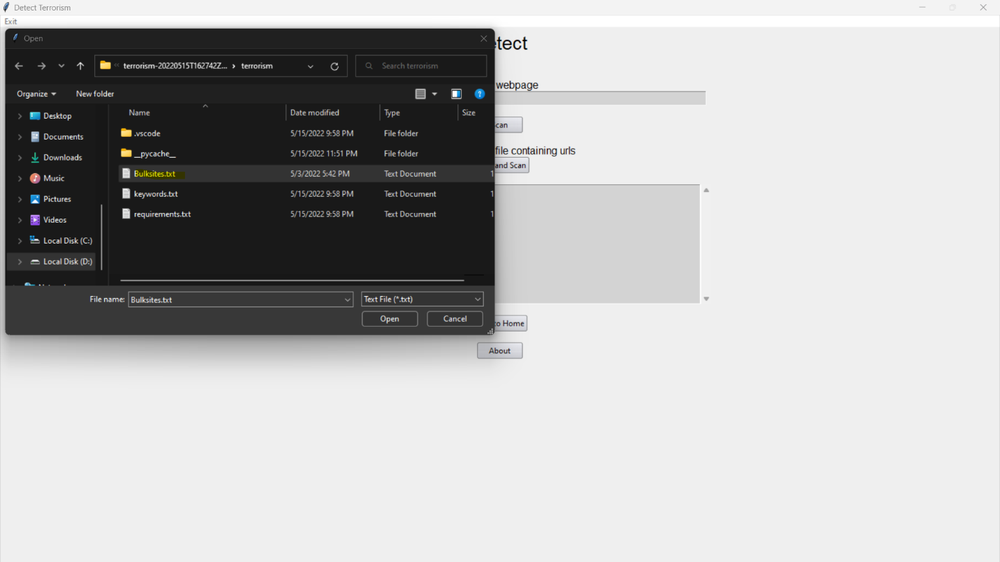 Detect Terrorism
Exit
Open
etect
terrorism-20220515T162742Z... › terrorism
Search terrorism
webpage
Organize
New folder
Name Date modified Type Size
Desktop
.vscode 5/15/2022 9:58 PM File folder
can
Documents
__pycache__ 5/15/2022 11:51 PM File folder
file containing urls
Downloads
and Scan
Bulksites.txt 5/3/2022 5:42 PM Text Document 1
Music
keywords.txt 5/15/2022 9:58 PM Text Document 1
Pictures
requirements.txt 5/15/2022 9:58 PM Text Document 1
Videos
Local Disk (C:)
Local Disk (D:)
File name: Bulksites.txt Text File (*.txt)
Open Cancel
to Home
About